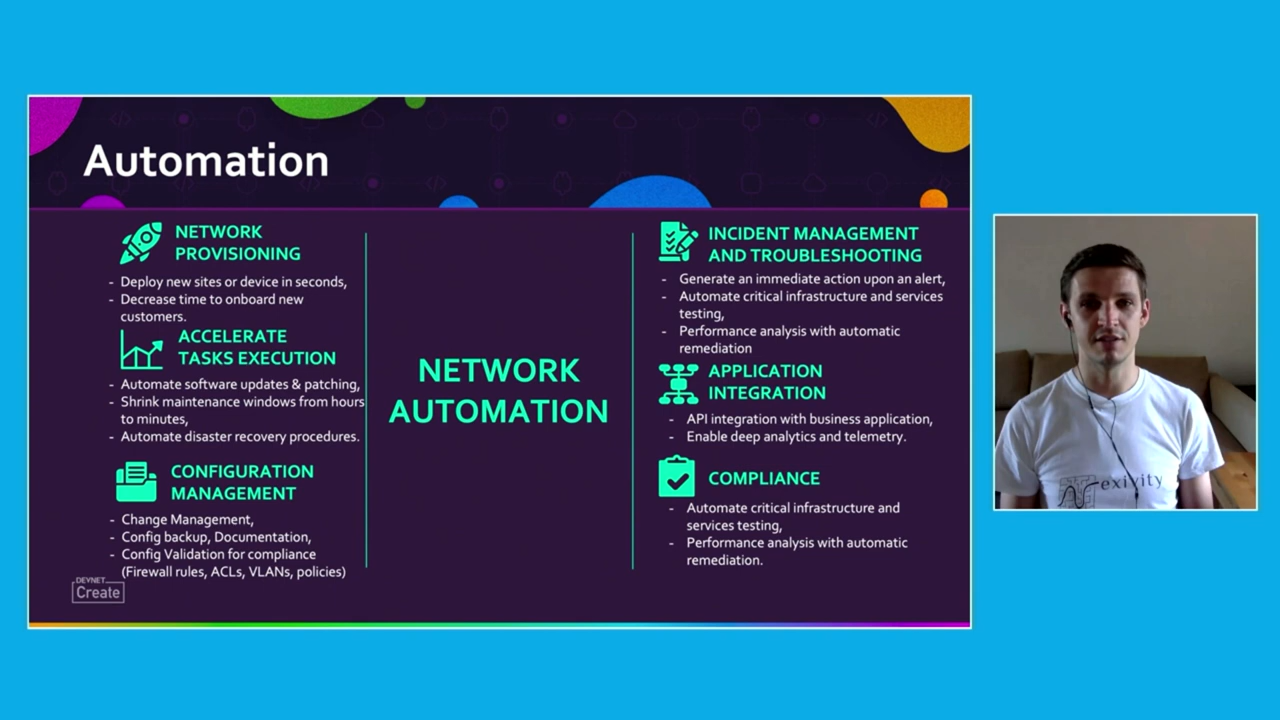 Automation
NETWORK
PROVISIONING
- Deploy new sites or device in seconds,
- Decrease time to onboard new
customers.
ACCELERATE
TASKS EXECUTION
- Automate software updates & patching,
- Shrink maintenance windows from hours
to minutes,
- Automate disaster recovery procedures.
CONFIGURATION
MANAGEMENT
- Change Management,
- Config backup, Documentation,
- Config Validation for compliance
(Firewall rules, ACLs, VLANs, policies)
DEVNET
Create
NETWORK
AUTOMATION
INCIDENT MANAGEMENT
AND TROUBLESHOOTING
- Generate an immediate action upon an alert,
- Automate critical infrastructure and services
testing,
- Performance analysis with automatic
remediation
APPLICATION
INTEGRATION
- API integration with business application,
- Enable deep analytics and telemetry.
COMPLIANCE
- Automate critical infrastructure and
services testing,
- Performance analysis with automatic
remediation.
exivity